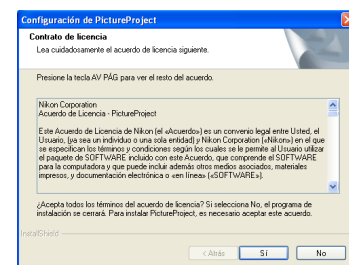 Configuración de PictureProject
Contrato de licencia
Lea cuidadosamente el acuerdo de licencia siguiente.
Presione la tecla AV PÁG para ver el resto del acuerdo.
Nikon Corporation
Acuerdo de Licencia - PictureProject
Este Acuerdo de Licencia de Nikon (el «Acuerdo») es un convenio legal entre Usted, el
Usuario, (ya sea un individuo o una sola entidad) y Nikon Corporation («Nikon») en el que
se especifican los términos y condiciones según los cuales se le permite al Usuario utilizar
el paquete de SOFTWARE incluido con este Acuerdo, que comprende el SOFTWARE
para la computadora y que puede incluir además otros medios asociados, materiales
impresos, y documentación electrónica o «en línea» («SOFTWARE»).
¿Acepta todos los términos del acuerdo de licencia? Si selecciona No, el programa de
instalación se cerrará. Para instalar PictureProject, es necesario aceptar este acuerdo.
InstallShield
< Atrás
Sí
No